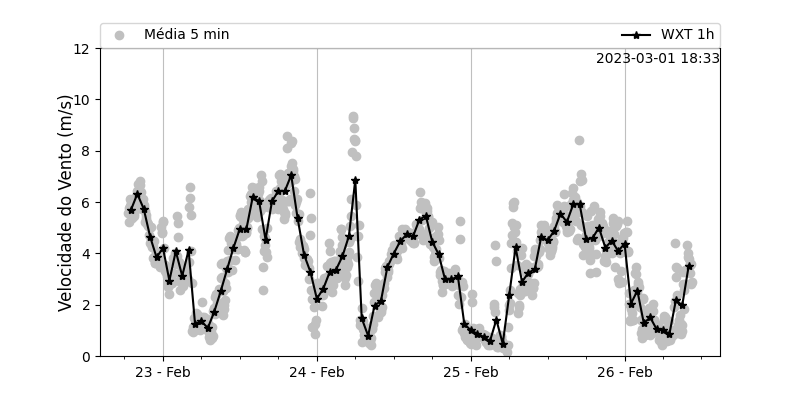 Média 5 min
WXT 1h
2023-03-01 18:33
Velocidade do Vento (m/s)
12
10
8
6
4
2
0
23 - Feb
24 - Feb
25 - Feb
26 - Feb